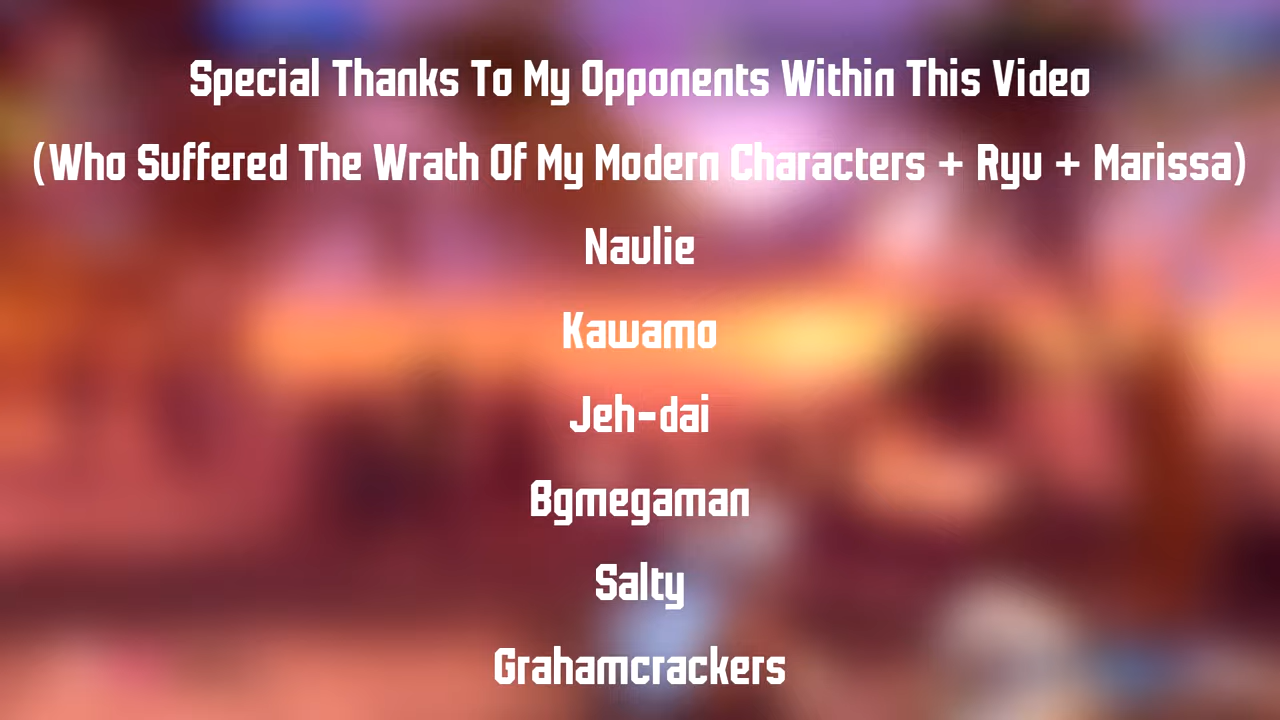 Special Thanks To My Opponents Within This Video
(Who Suffered The Wrath Of My Modern Characters + Ryu + Marissa)
Naulie
Kawamo
Jeh-dai
Bgmegaman
Salty
Grahamcrackers